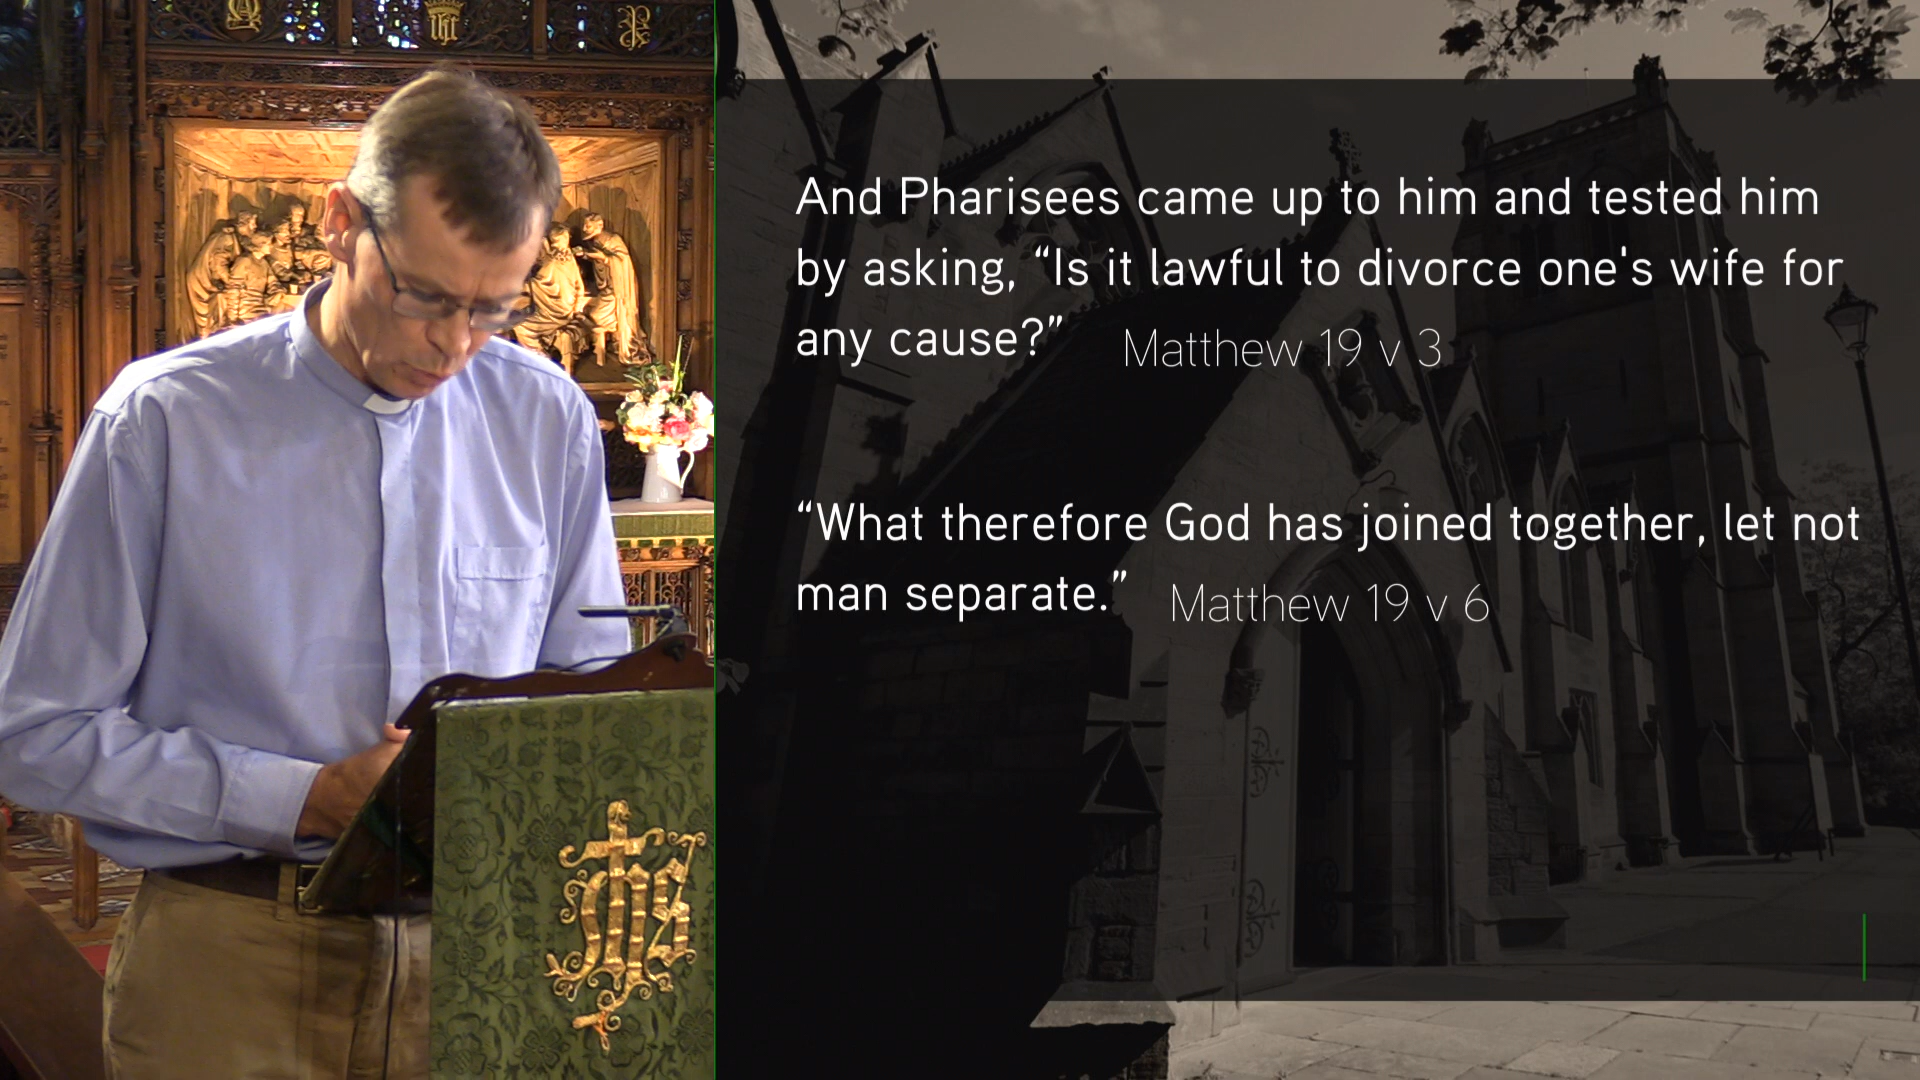 And Pharisees came up to him and tested him
by asking, “Is it lawful to divorce one's wife for
any cause?” Matthew 19 v 3
“What therefore God has joined together, let not
man separate.” Matthew 19 v 6